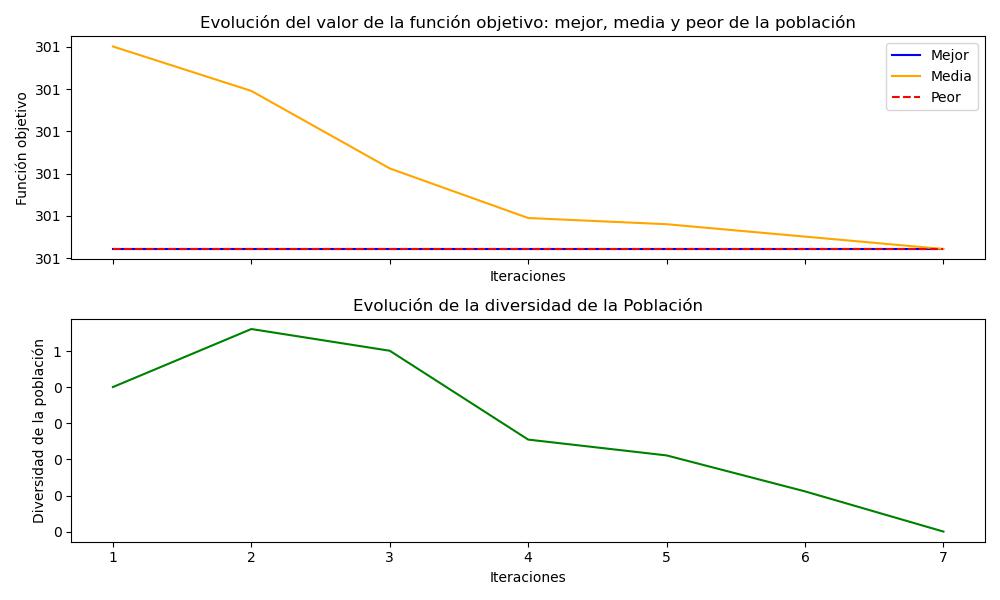 Evolución del valor de la función objetivo: mejor, media y peor de la población
301
301
301
301
301
301
Función objetivo
Mejor
Media
Peor
Iteraciones
Evolución de la diversidad de la Población
1
0
0
0
0
0
Diversidad de la población
1 2 3 4 5 6 7
Iteraciones